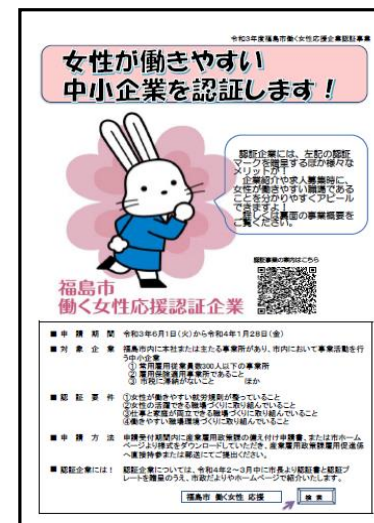 令和3年度福島市働く女性応援企業認証事業
女性が働きやすい
中小企業を認証します！
認証企業には、左記の認証
マークを贈呈するほか様々な
メリットが！
企業紹介や求人募集時に、
女性が働きやすい職場である
ことを分かりやすくアピール
できますよ！
詳しくは裏面の事業概要を
ご覧ください。
認証事業の案内はこちら
福島市
働く女性応援認証企業
■ 申請期間 令和3年6月1日（火）から令和4年1月28日（金）
■ 対象企業 福島市内に本社または主たる事業所があり、市内において事業活動を行
う中小企業
① 常用雇用従業員数300人以下の事業所
② 雇用保険適用事業所であること
③ 市税に滞納がないこと ほか
■ 認証要件 ①女性が働きやすい就労規則が整っていること
②女性の活躍できる職場づくりに取り組んでいること
③仕事と家庭が両立できる職場づくりに取り組んでいること
④働きやすい職場環境づくりに取り組んでいること
■ 申請方法 申請受付期間内に産業雇用政策課の備え付け申請書、または市ホーム
ページより様式をダウンロードしていただき、産業雇用政策課雇用促進係
へ直接持参または郵送にてご提出ください。
■ 認証企業には！ 認証企業については、令和4年2～3月中に市長より認証書と認証プ
レートを贈呈のうえ、市政だよりやホームページで紹介いたします。
福島市 働く女性 応援 検索